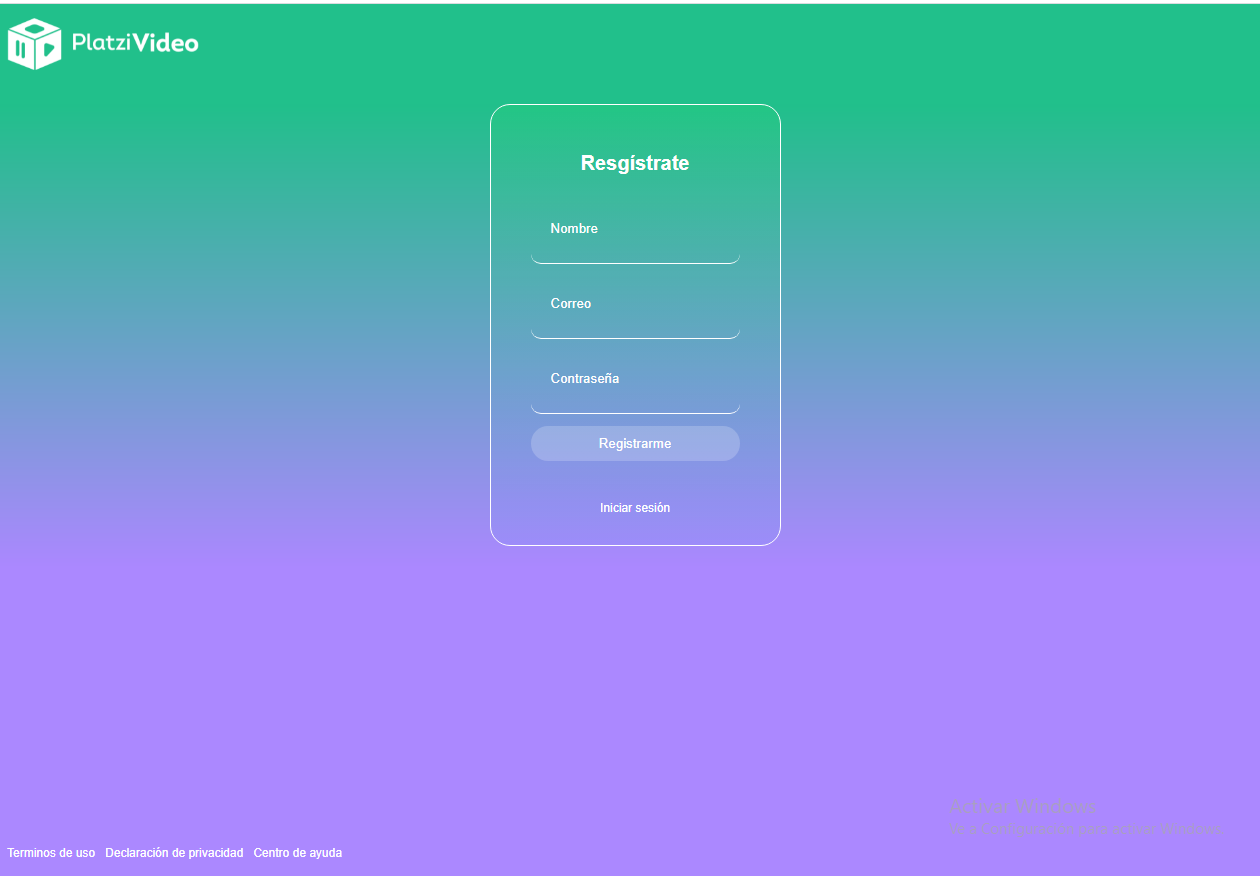 PlatziVideo
Resgístrate
Nombre
Correo
Contraseña
Registrarme
Iniciar sesión
Activar Windows
Ve a Configuración para activar Windows.
Terminos de uso Declaración de privacidad Centro de ayuda